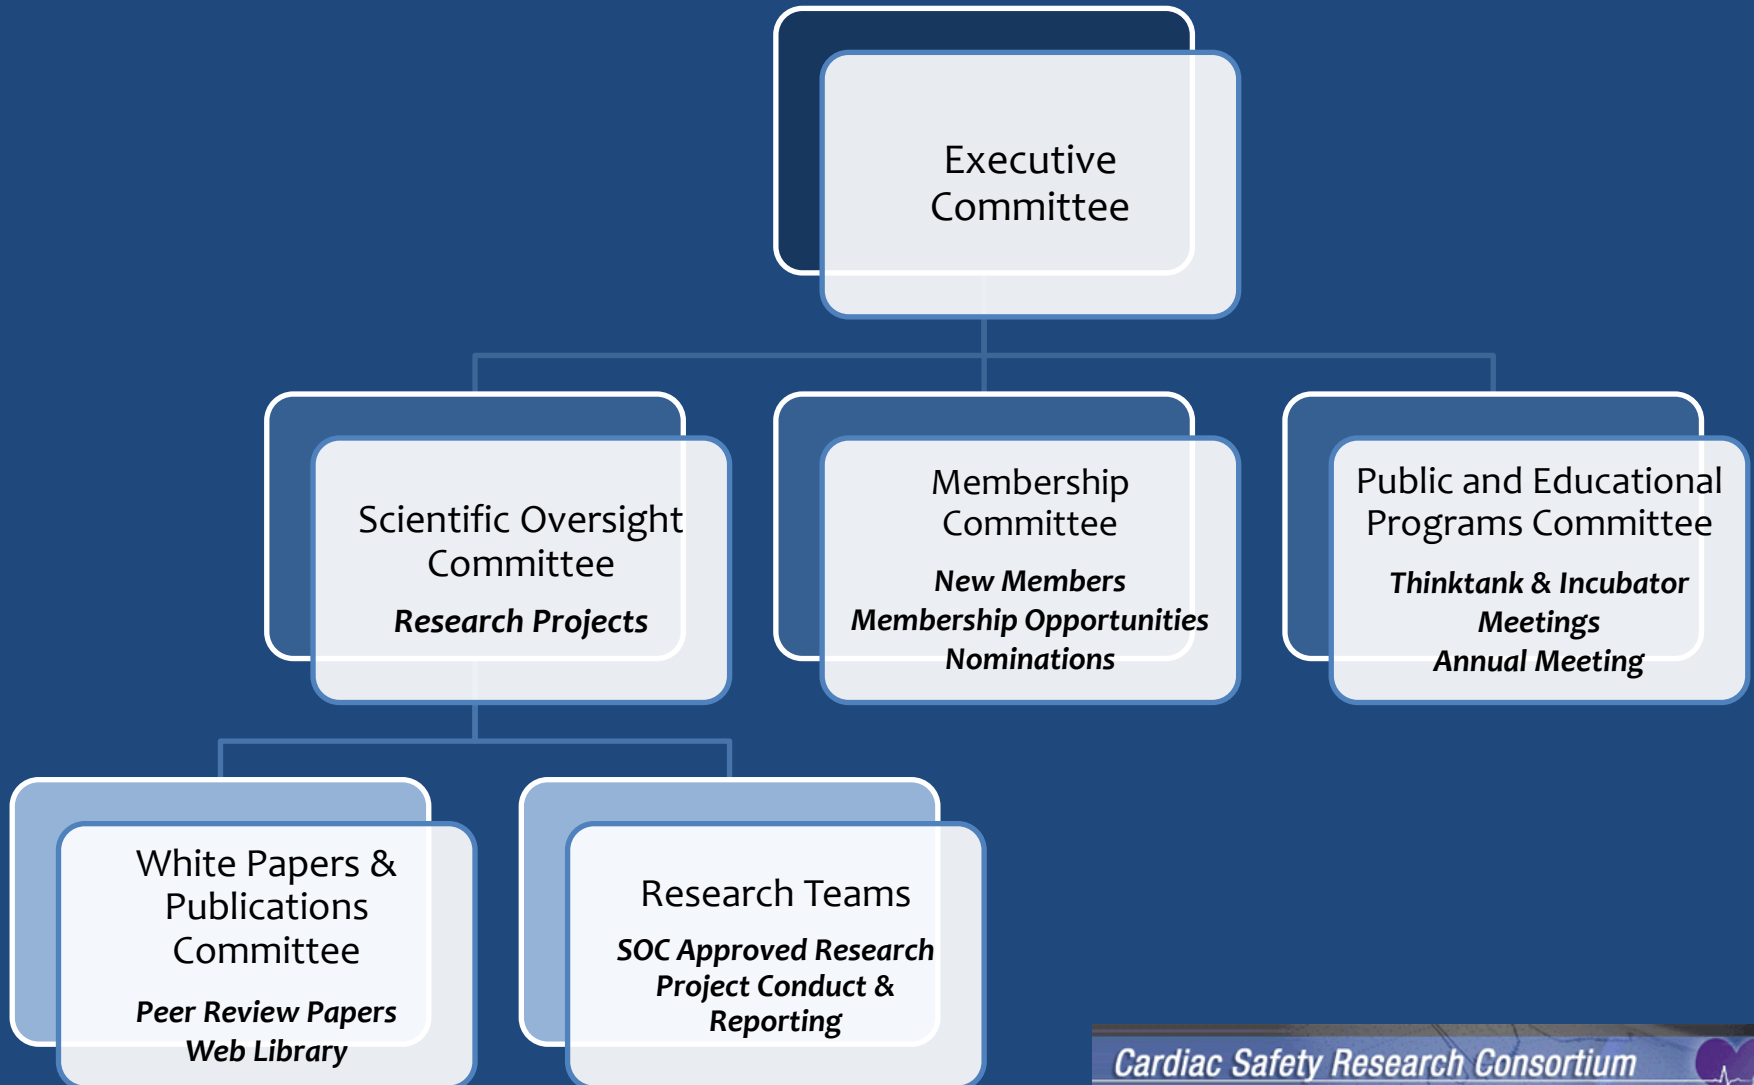 Executive
Committee
Scientific Oversight
Committee
Research Projects
Membership
Committee
New Members
Membership Opportunities
Nominations
Public and Educational
Programs Committee
Thinktank & Incubator
Meetings
Annual Meeting
White Papers &
Publications
Committee
Peer Review Papers
Web Library
Research Teams
SOC Approved Research
Project Conduct &
Reporting
Cardiac Safety Research Consortium